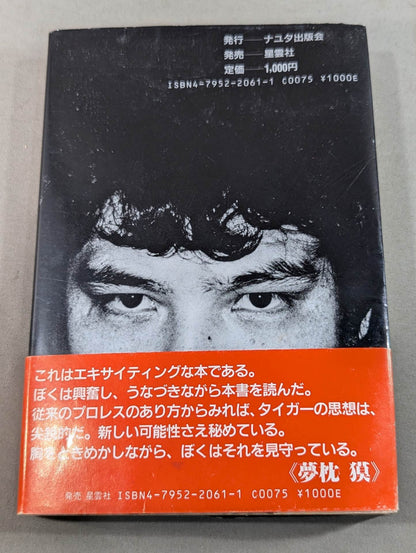 発行──ナユタ出版会
発売──星雲社
定価──1,000円
ISBN4-7952-2061-1 C0075 ¥1000E
これはエキサイティングな本である。
ぼくは興奮し、うなづきながら本書を読んだ。
従来のプロレスのあり方からみれば、タイガーの思想は、
尖鋭的だ。新しい可能性さえ秘めている。
胸をときめかしながら、ぼくはそれを見守っている。
《夢枕 獏》
発売 星雲社 ISBN4-7952-2061-1 C0075 ¥1000E